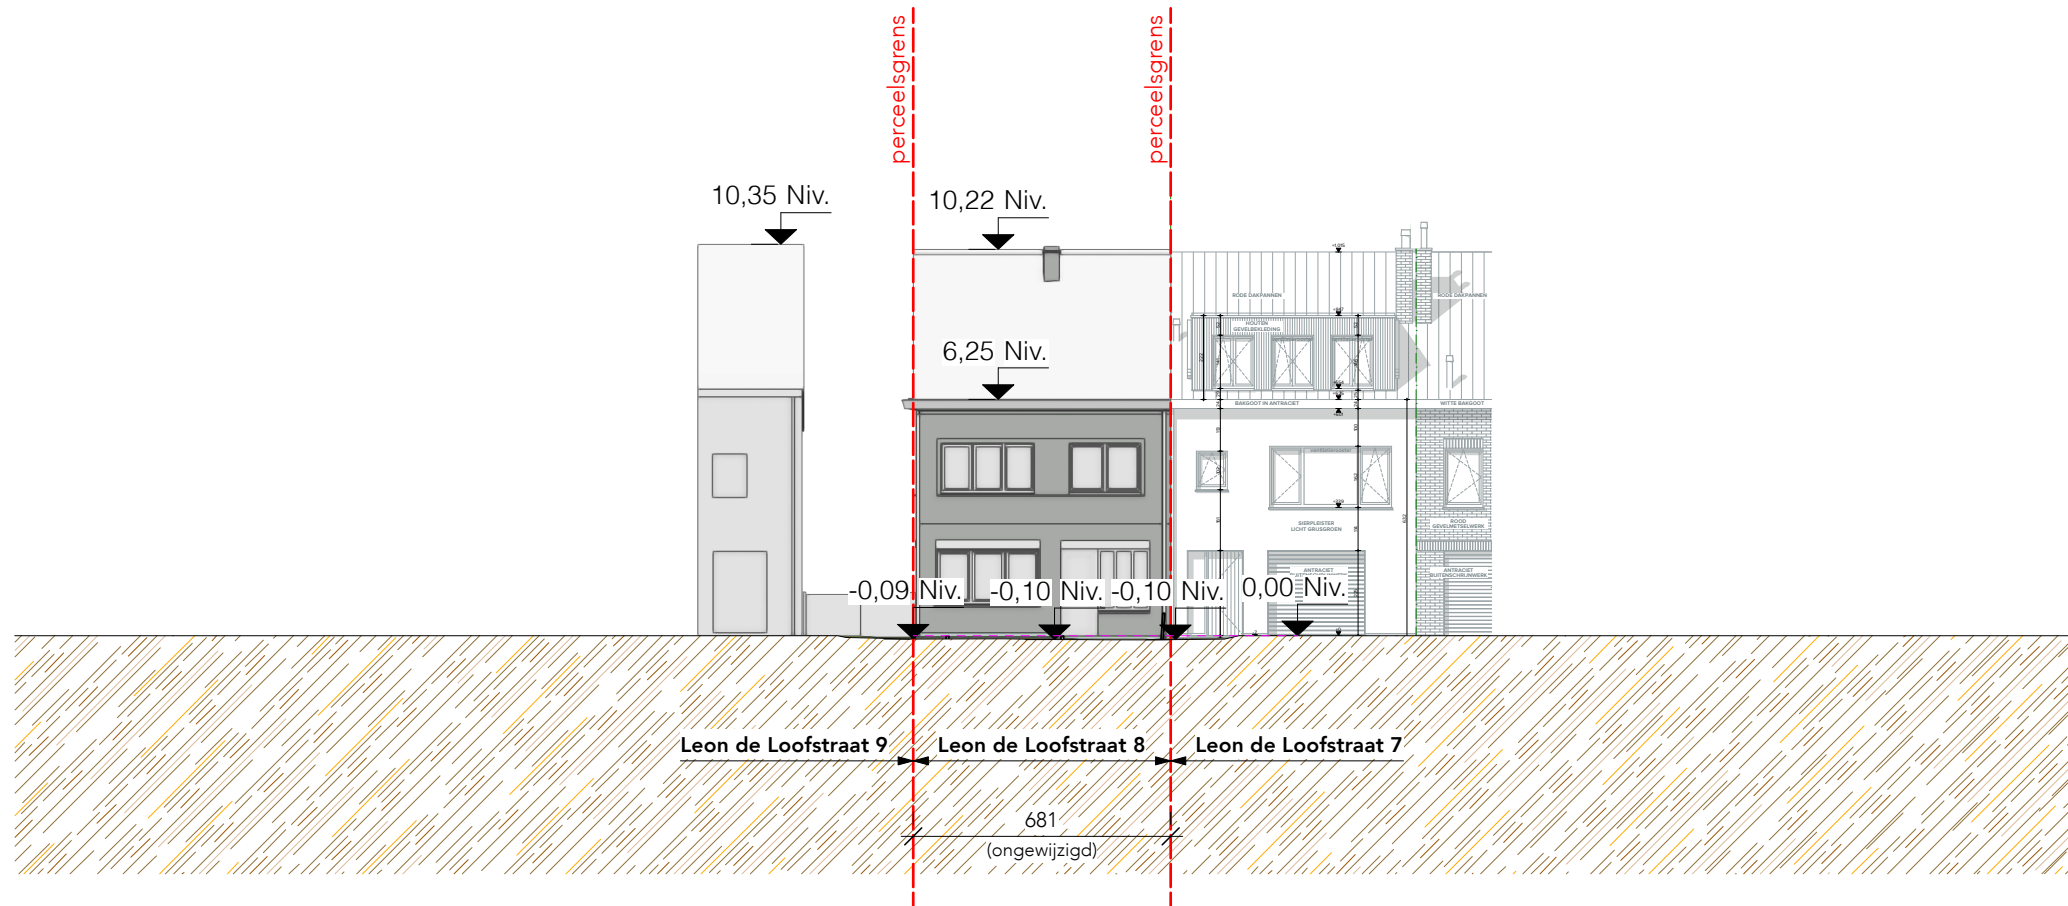 perceelsgrens
perceelsgrens
10,35 Niv.
10,22 Niv.
6,25 Niv.
RODE DAKPANNEN
RODE DAKPANNEN
HOUTEN
GEVELBEKLEDING
BAKGOOT IN ANTRACIET
WITTE BAKGOOT
SIERPLEISTER
LICHT GRIJSGROEN
ROOD
GEVELMETSELWERK
ANTRACIET
ANTRACIET
BUITENSCHRIJNWERK
222
632
-0,09 Niv.
-0,10 Niv.
-0,10 Niv.
0,00 Niv.
Leon de Loofstraat 9
Leon de Loofstraat 8
Leon de Loofstraat 7
681
(ongewijzigd)